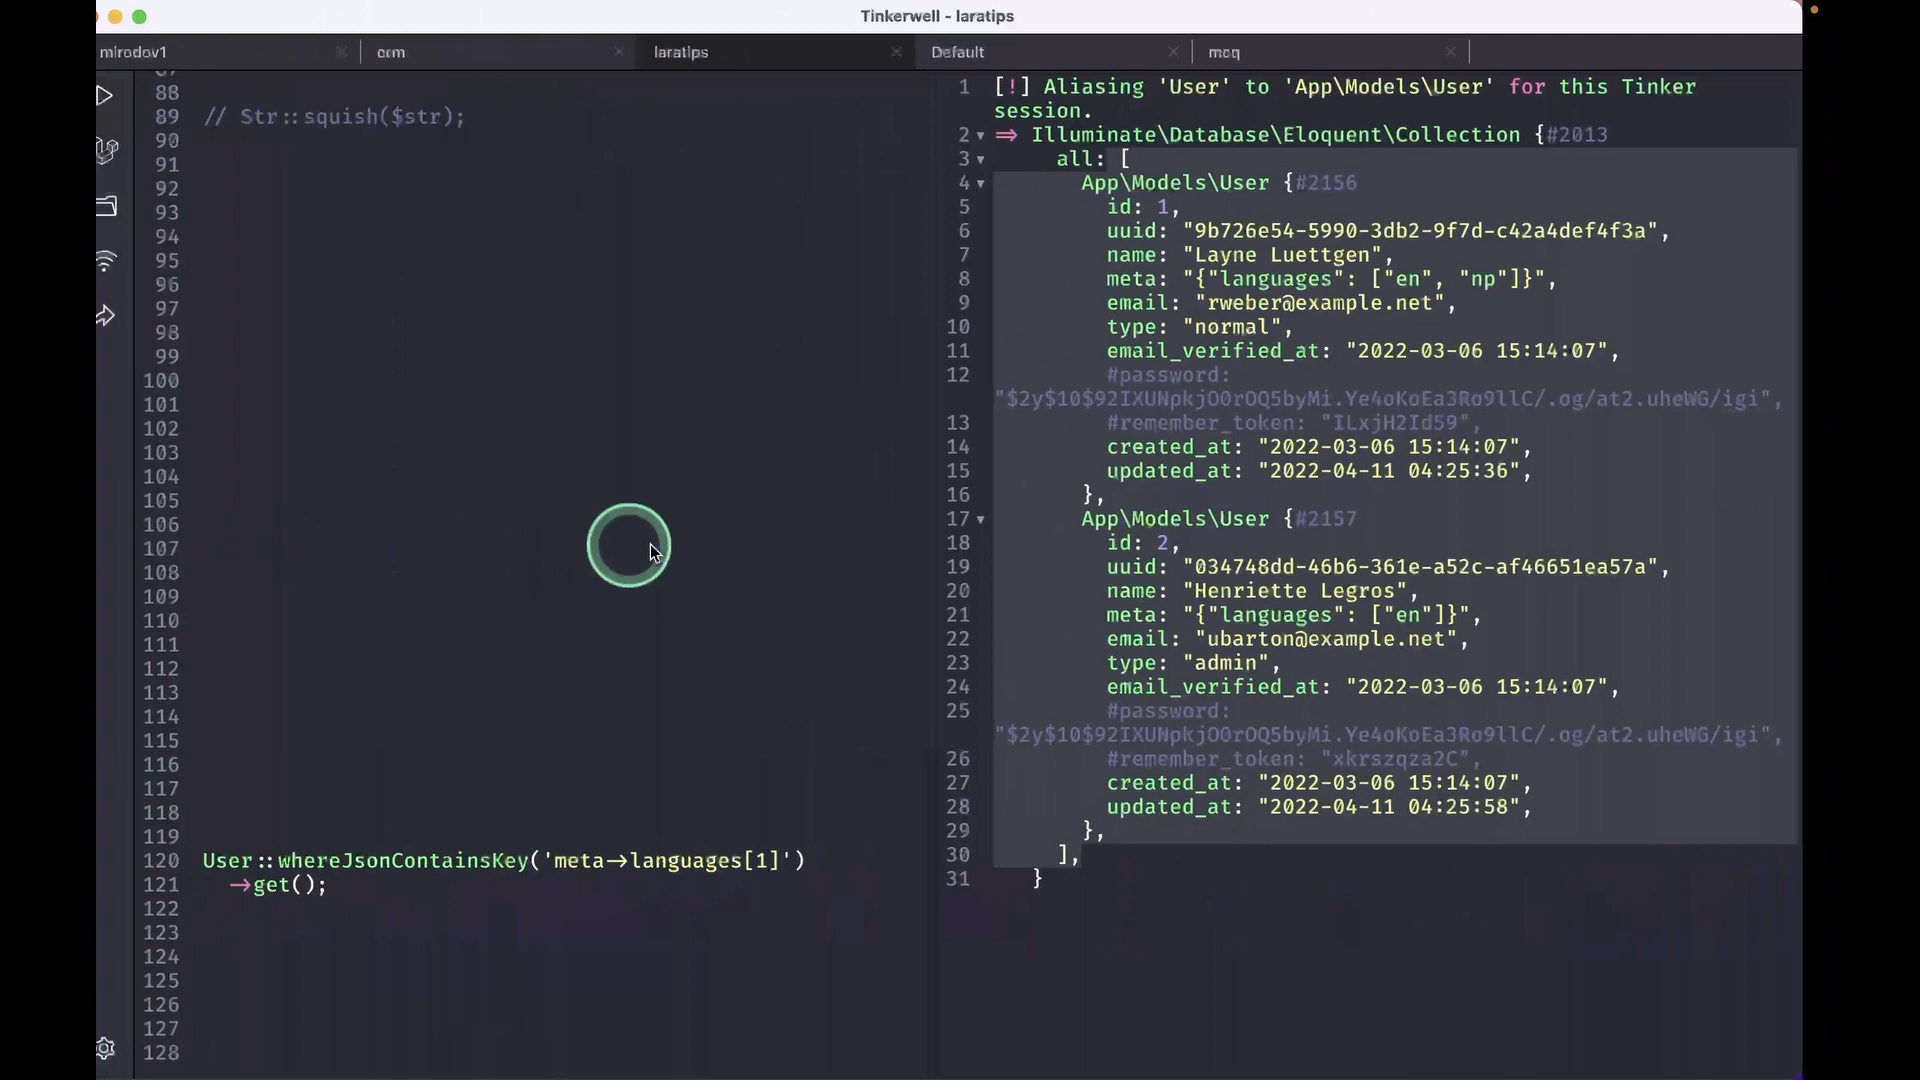 Tinkerwell - laratips
mlrodov1
com
laratips
Default
mcq
88
89 // Str::squish($str);
90
91
92
93
94
95
96
97
98
99
100
101
102
103
104
105
106
107
108
109
110
111
112
113
114
115
116
117
118
119
120 User::whereJsonContainsKey('meta->languages[1]')
121 ->get();
122
123
124
125
126
127
128
1 [!] Aliasing 'User' to 'App\Models\User' for this Tinker
session.
2 => Illuminate\Database\Eloquent\Collection {#2013
3 all: [
4 App\Models\User {#2156
5 id: 1,
6 uuid: "9b726e54-5990-3db2-9f7d-c42a4def4f3a",
7 name: "Layne Luettgen",
8 meta: "{"languages": ["en", "np"]}",
9 email: "rweber@example.net",
10 type: "normal",
11 email_verified_at: "2022-03-06 15:14:07",
12 #password:
"$2y$10$92IXUNpkjO0rOQ5byMi.Ye4oKoEa3Ro9llC/.og/at2.uheWG/igi",
13 #remember_token: "ILxjH2Id59",
14 created_at: "2022-03-06 15:14:07",
15 updated_at: "2022-04-11 04:25:36",
16 },
17 App\Models\User {#2157
18 id: 2,
19 uuid: "034748dd-46b6-361e-a52c-af46651ea57a",
20 name: "Henriette Legros",
21 meta: "{"languages": ["en"]}",
22 email: "ubarton@example.net",
23 type: "admin",
24 email_verified_at: "2022-03-06 15:14:07",
25 #password:
"$2y$10$92IXUNpkjO0rOQ5byMi.Ye4oKoEa3Ro9llC/.og/at2.uheWG/igi",
26 #remember_token: "xkrszqza2C",
27 created_at: "2022-03-06 15:14:07",
28 updated_at: "2022-04-11 04:25:58",
29 },
30 ],
31 }